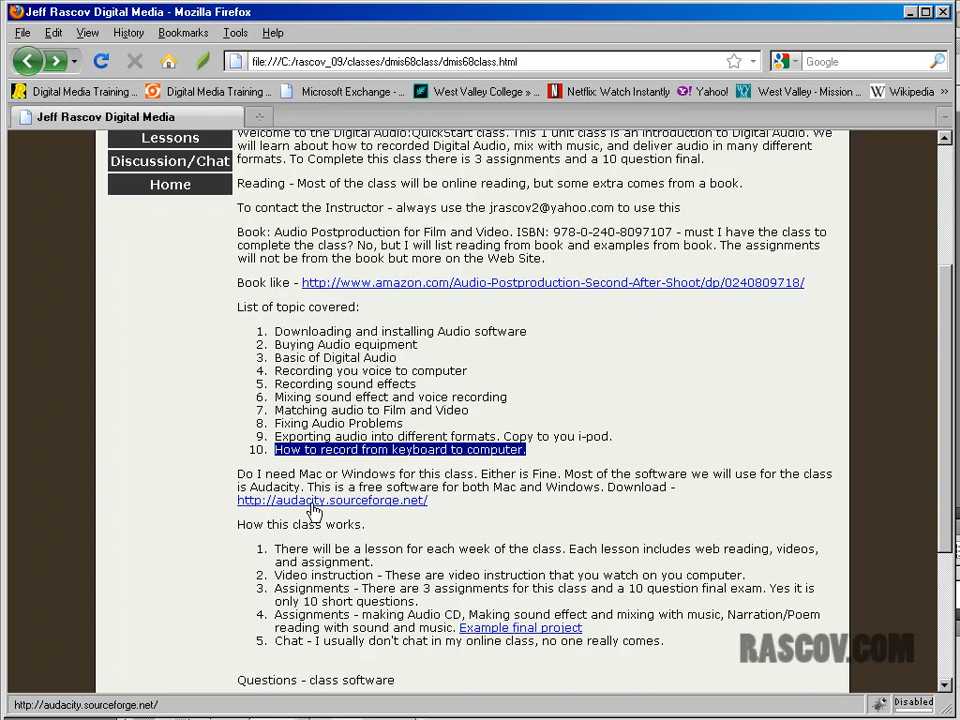 Jeff Rascov Digital Media - Mozilla Firefox
File Edit View History Bookmarks Tools Help
file:///C:/rascov_09/classes/dmis68class/dmis68class.html
Google
Digital Media Training ... Digital Media Training ... Microsoft Exchange - ... West Valley College » ... Netflix: Watch Instantly Yahoo! West Valley - Mission ... Wikipedia »
Jeff Rascov Digital Media
Lessons
Discussion/Chat
Home
Welcome to the Digital Audio:QuickStart class. This 1 unit class is an introduction to Digital Audio. We
will learn about how to recorded Digital Audio, mix with music, and deliver audio in many different
formats. To Complete this class there is 3 assignments and a 10 question final.
Reading - Most of the class will be online reading, but some extra comes from a book.
To contact the Instructor - always use the jrascov2@yahoo.com to use this
Book: Audio Postproduction for Film and Video. ISBN: 978-0-240-8097107 - must I have the class to
complete the class? No, but I will list reading from book and examples from book. The assignments
will not be from the book but more on the Web Site.
Book like - http://www.amazon.com/Audio-Postproduction-Second-After-Shoot/dp/0240809718/
List of topic covered:
1. Downloading and installing Audio software
2. Buying Audio equipment
3. Basic of Digital Audio
4. Recording you voice to computer
5. Recording sound effects
6. Mixing sound effect and voice recording
7. Matching audio to Film and Video
8. Fixing Audio Problems
9. Exporting audio into different formats. Copy to you i-pod.
10. How to record from keyboard to computer.
Do I need Mac or Windows for this class. Either is Fine. Most of the software we will use for the class
is Audacity. This is a free software for both Mac and Windows. Download -
http://audacity.sourceforge.net/
How this class works.
1. There will be a lesson for each week of the class. Each lesson includes web reading, videos,
and assignment.
2. Video instruction - These are video instruction that you watch on you computer.
3. Assignments - There are 3 assignments for this class and a 10 question final exam. Yes it is
only 10 short questions.
4. Assignments - making Audio CD, Making sound effect and mixing with music, Narration/Poem
reading with sound and music. Example final project
5. Chat - I usually don't chat in my online class, no one really comes.
RASCOV.COM
Questions - class software
http://audacity.sourceforge.net/
Disabled